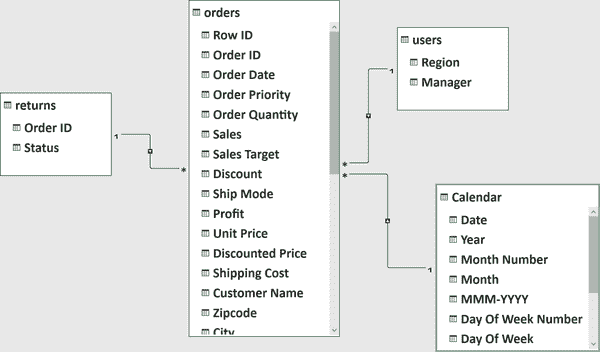 orders
Row ID
Order ID
Order Date
Order Priority
Order Quantity
Sales
Sales Target
Discount
Ship Mode
Profit
Unit Price
Discounted Price
Shipping Cost
Customer Name
Zipcode
City
returns
Order ID
Status
1
*
users
Region
Manager
1
*
*
Calendar
Date
Year
Month Number
Month
MMM-YYYY
Day Of Week Number
Day Of Week
1